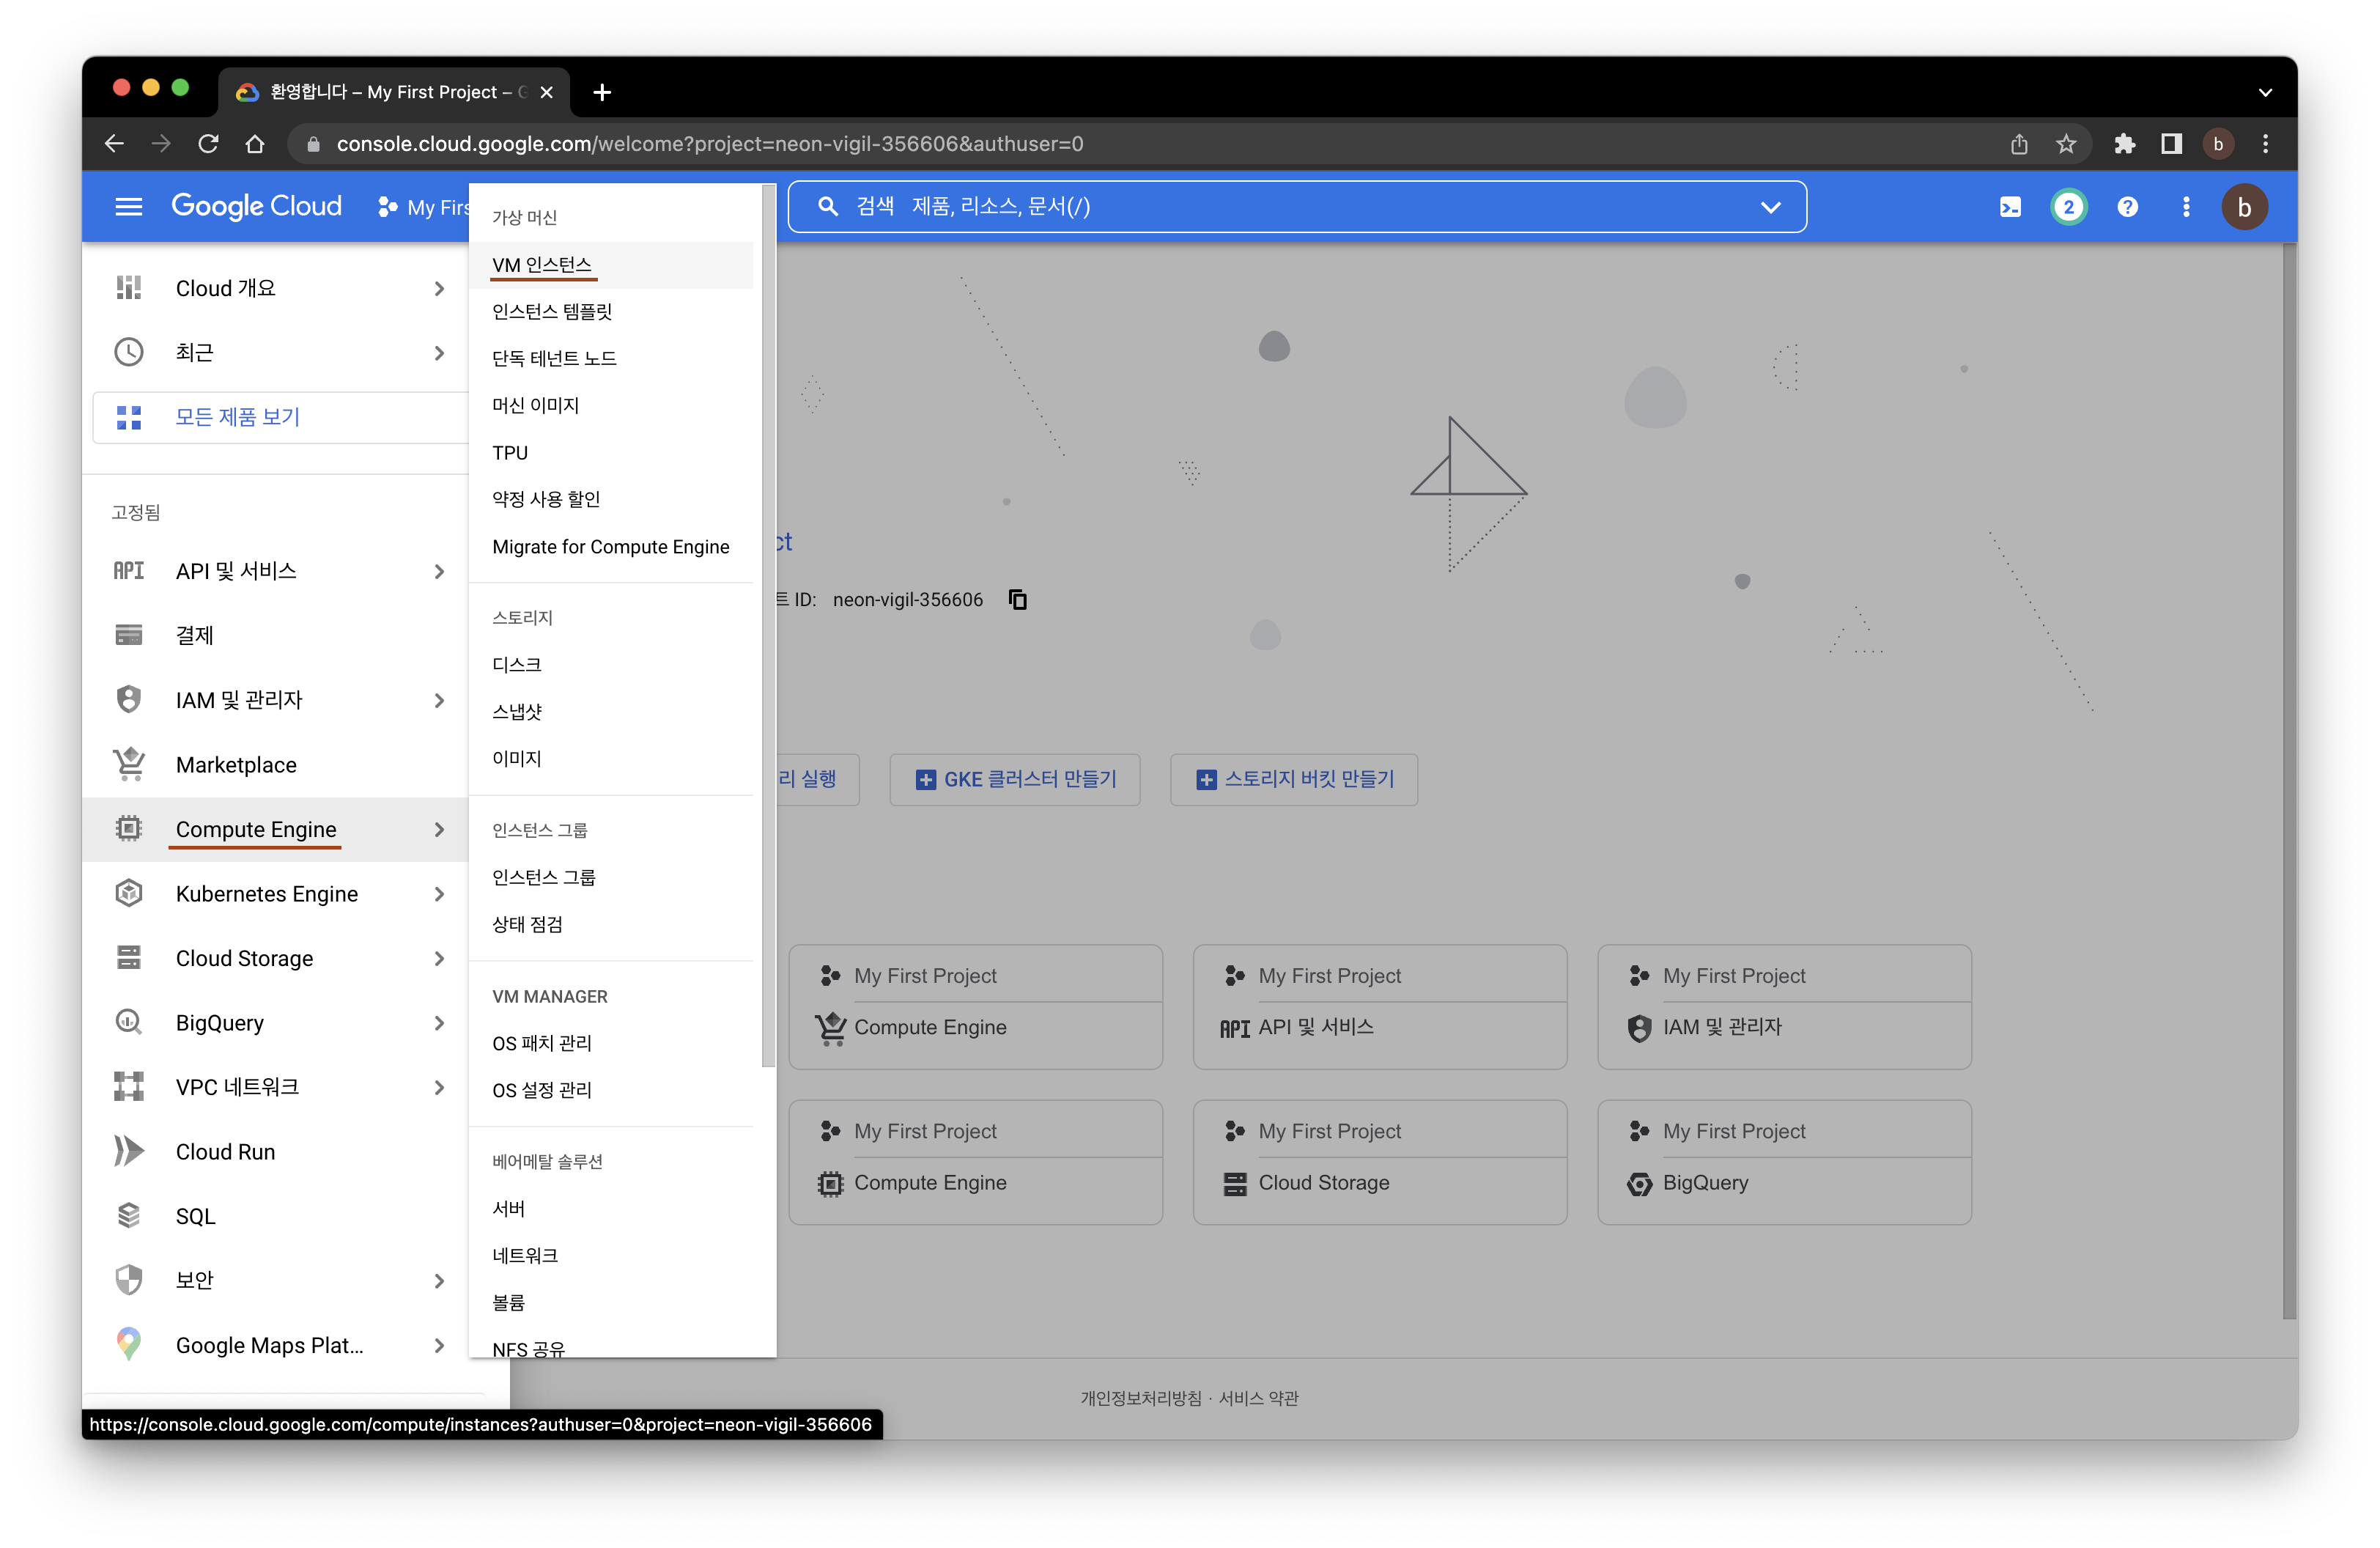 환영합니다 – My First Project –
console.cloud.google.com/welcome?project=neon-vigil-356606&authuser=0
b
Google Cloud
My Firs
검색 제품, 리소스, 문서(/)
2
?
b
Cloud 개요
최근
모든 제품 보기
고정됨
API API 및 서비스
결제
IAM 및 관리자
Marketplace
Compute Engine
Kubernetes Engine
Cloud Storage
BigQuery
VPC 네트워크
Cloud Run
SQL
보안
Google Maps Plat...
가상 머신
VM 인스턴스
인스턴스 템플릿
단독 테넌트 노드
머신 이미지
TPU
약정 사용 할인
Migrate for Compute Engine
스토리지
디스크
스냅샷
이미지
인스턴스 그룹
인스턴스 그룹
상태 점검
VM MANAGER
OS 패치 관리
OS 설정 관리
베어메탈 솔루션
서버
네트워크
볼륨
NFS 공유
ct
트 ID: neon-vigil-356606
리 실행
GKE 클러스터 만들기
스토리지 버킷 만들기
My First Project
Compute Engine
My First Project
API API 및 서비스
My First Project
IAM 및 관리자
My First Project
Compute Engine
My First Project
Cloud Storage
My First Project
BigQuery
개인정보처리방침 · 서비스 약관
https://console.cloud.google.com/compute/instances?authuser=0&project=neon-vigil-356606